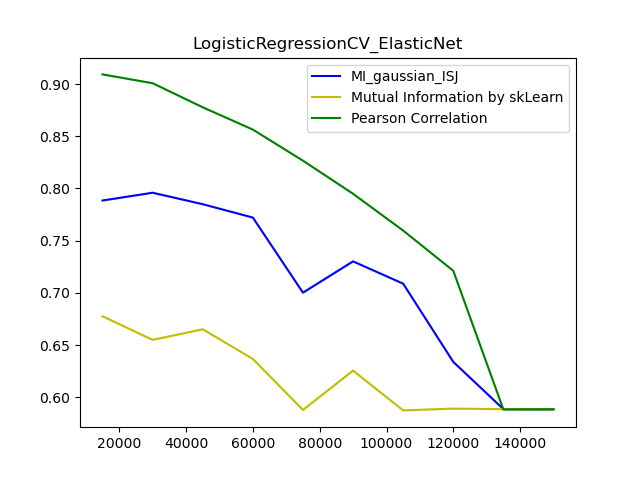 LogisticRegressionCV_ElasticNet
MI_gaussian_ISJ
Mutual Information by skLearn
Pearson Correlation
0.90
0.85
0.80
0.75
0.70
0.65
0.60
20000 40000 60000 80000 100000 120000 140000